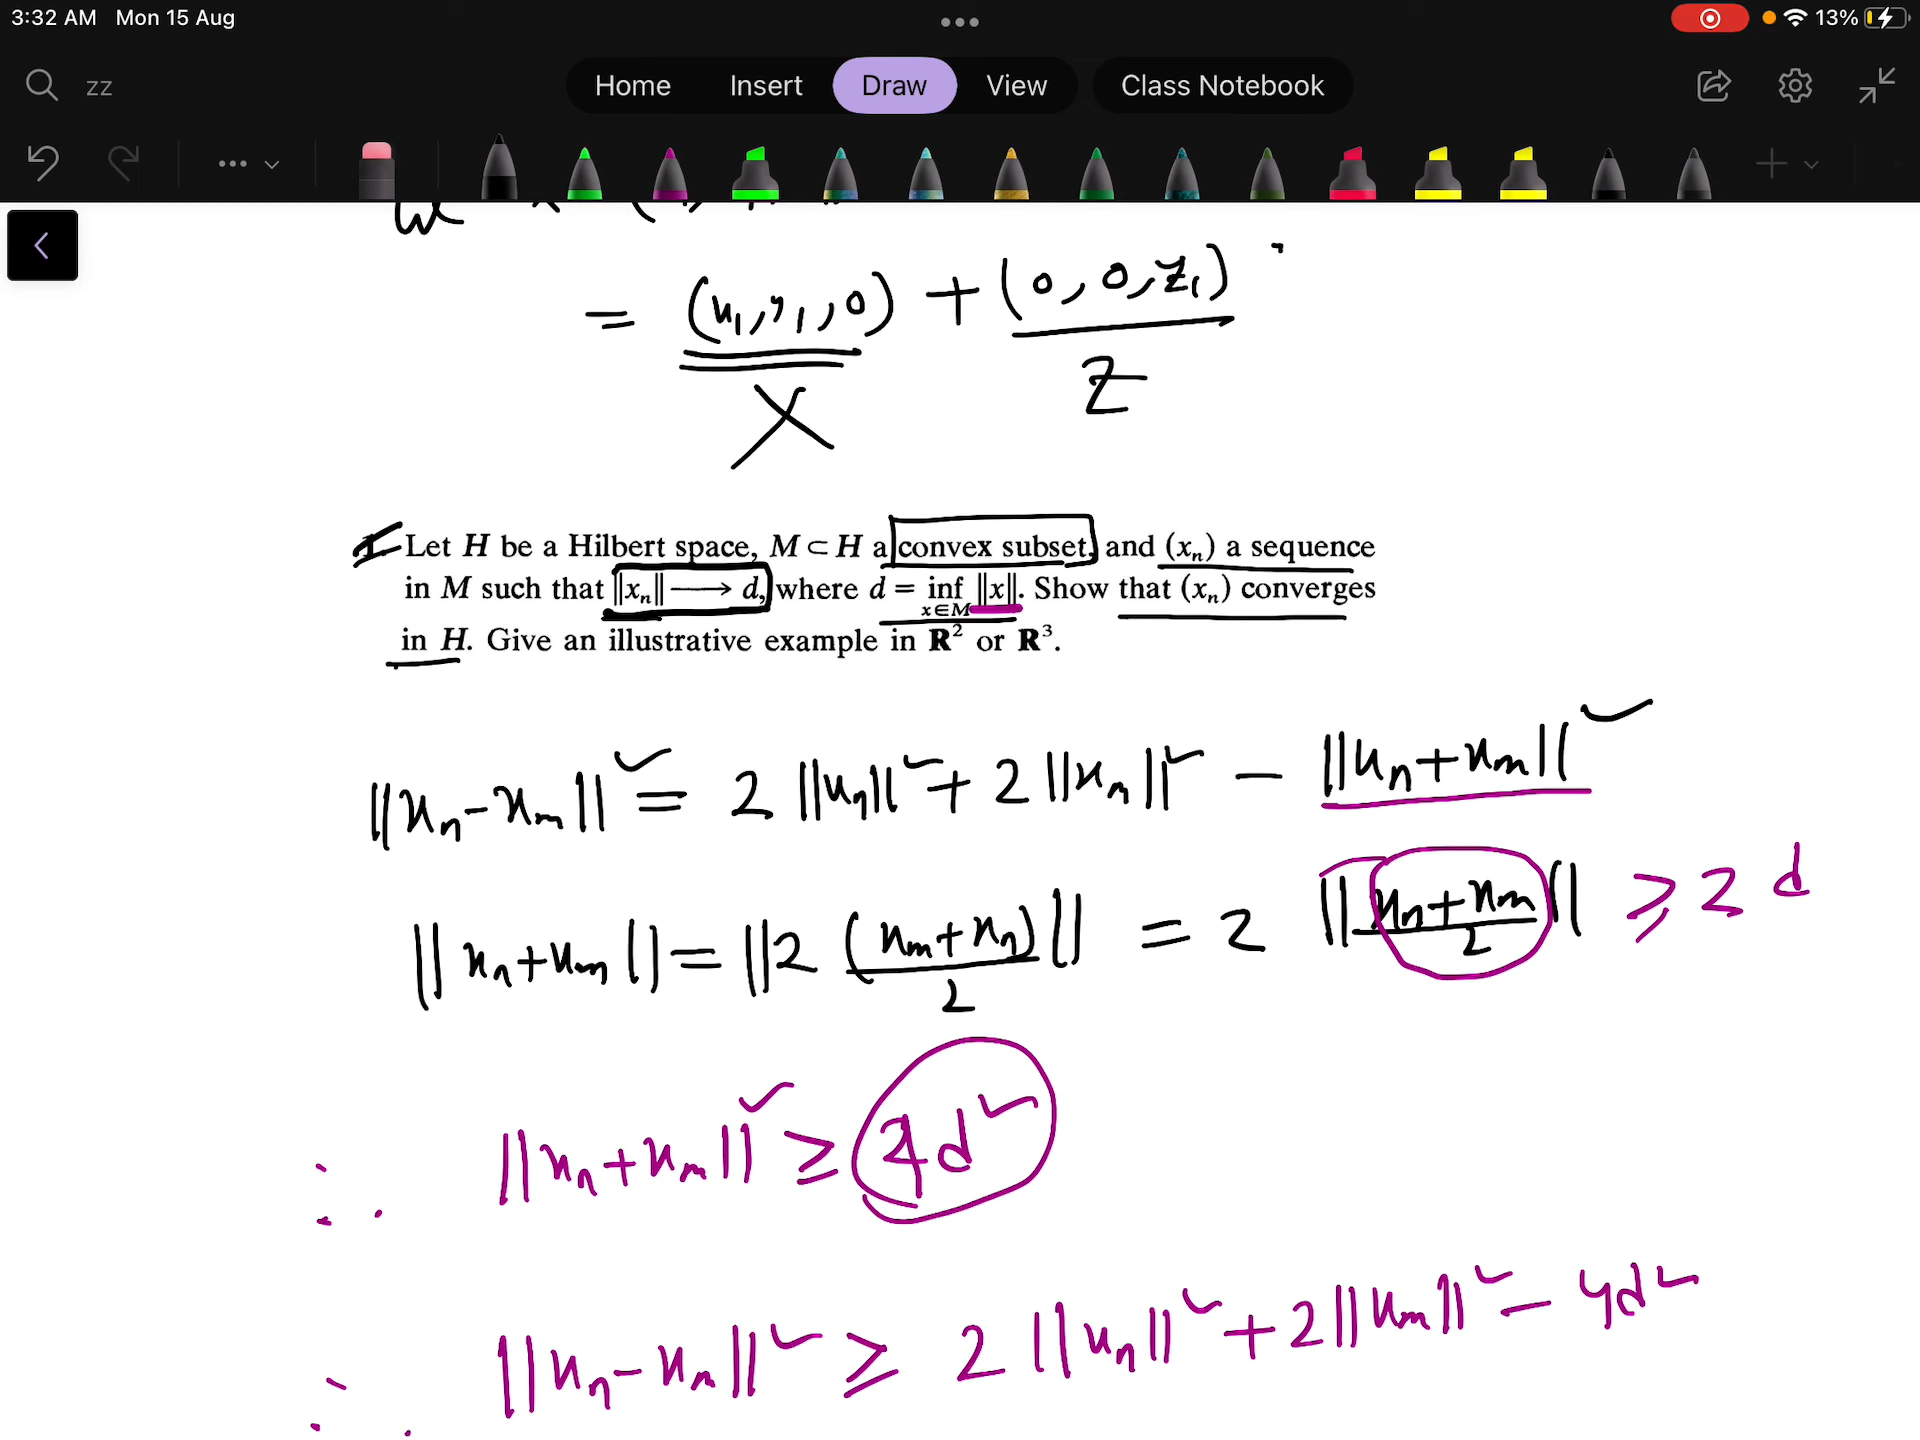 3:32 AM Mon 15 Aug 13%
zz Home Insert Draw View Class Notebook
= (x₁, y₁, 0) + (0, 0, z₁)
X Z
Let H be a Hilbert space, M ⊂ H a convex subset, and (xₙ) a sequence
in M such that ‖xₙ‖ ⟶ d, where d = inf ‖x‖. Show that (xₙ) converges
x∈M
in H. Give an illustrative example in R² or R³.
||xₙ-xₘ||² = 2||xₙ||² + 2||xₘ||² - ||xₙ+xₘ||²
||xₙ+xₘ|| = ||2 (xₘ+xₙ)/2|| = 2 ||(xₙ+xₘ)/2|| ≥ 2d
∴ ||xₙ+xₘ||² ≥ 4d²
∴ ||xₙ-xₘ||² ≥ 2||xₙ||² + 2||xₘ||² - 4d²